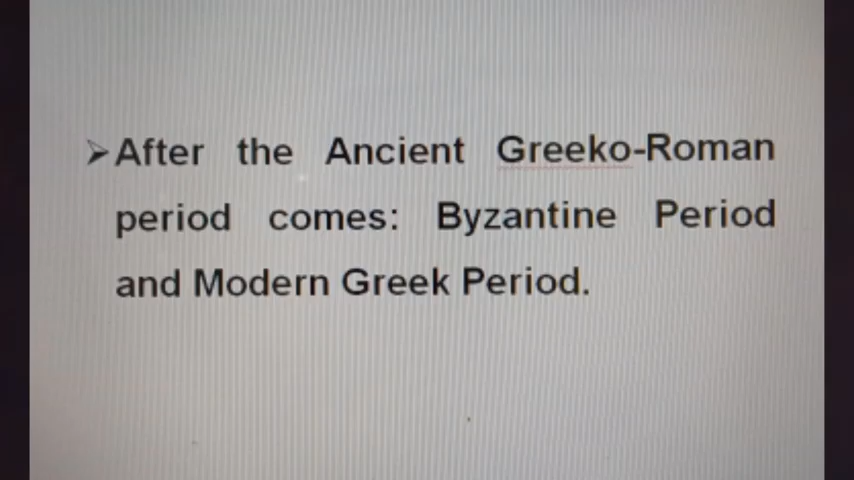 ➢After the Ancient Greeko-Roman
period comes: Byzantine Period
and Modern Greek Period.